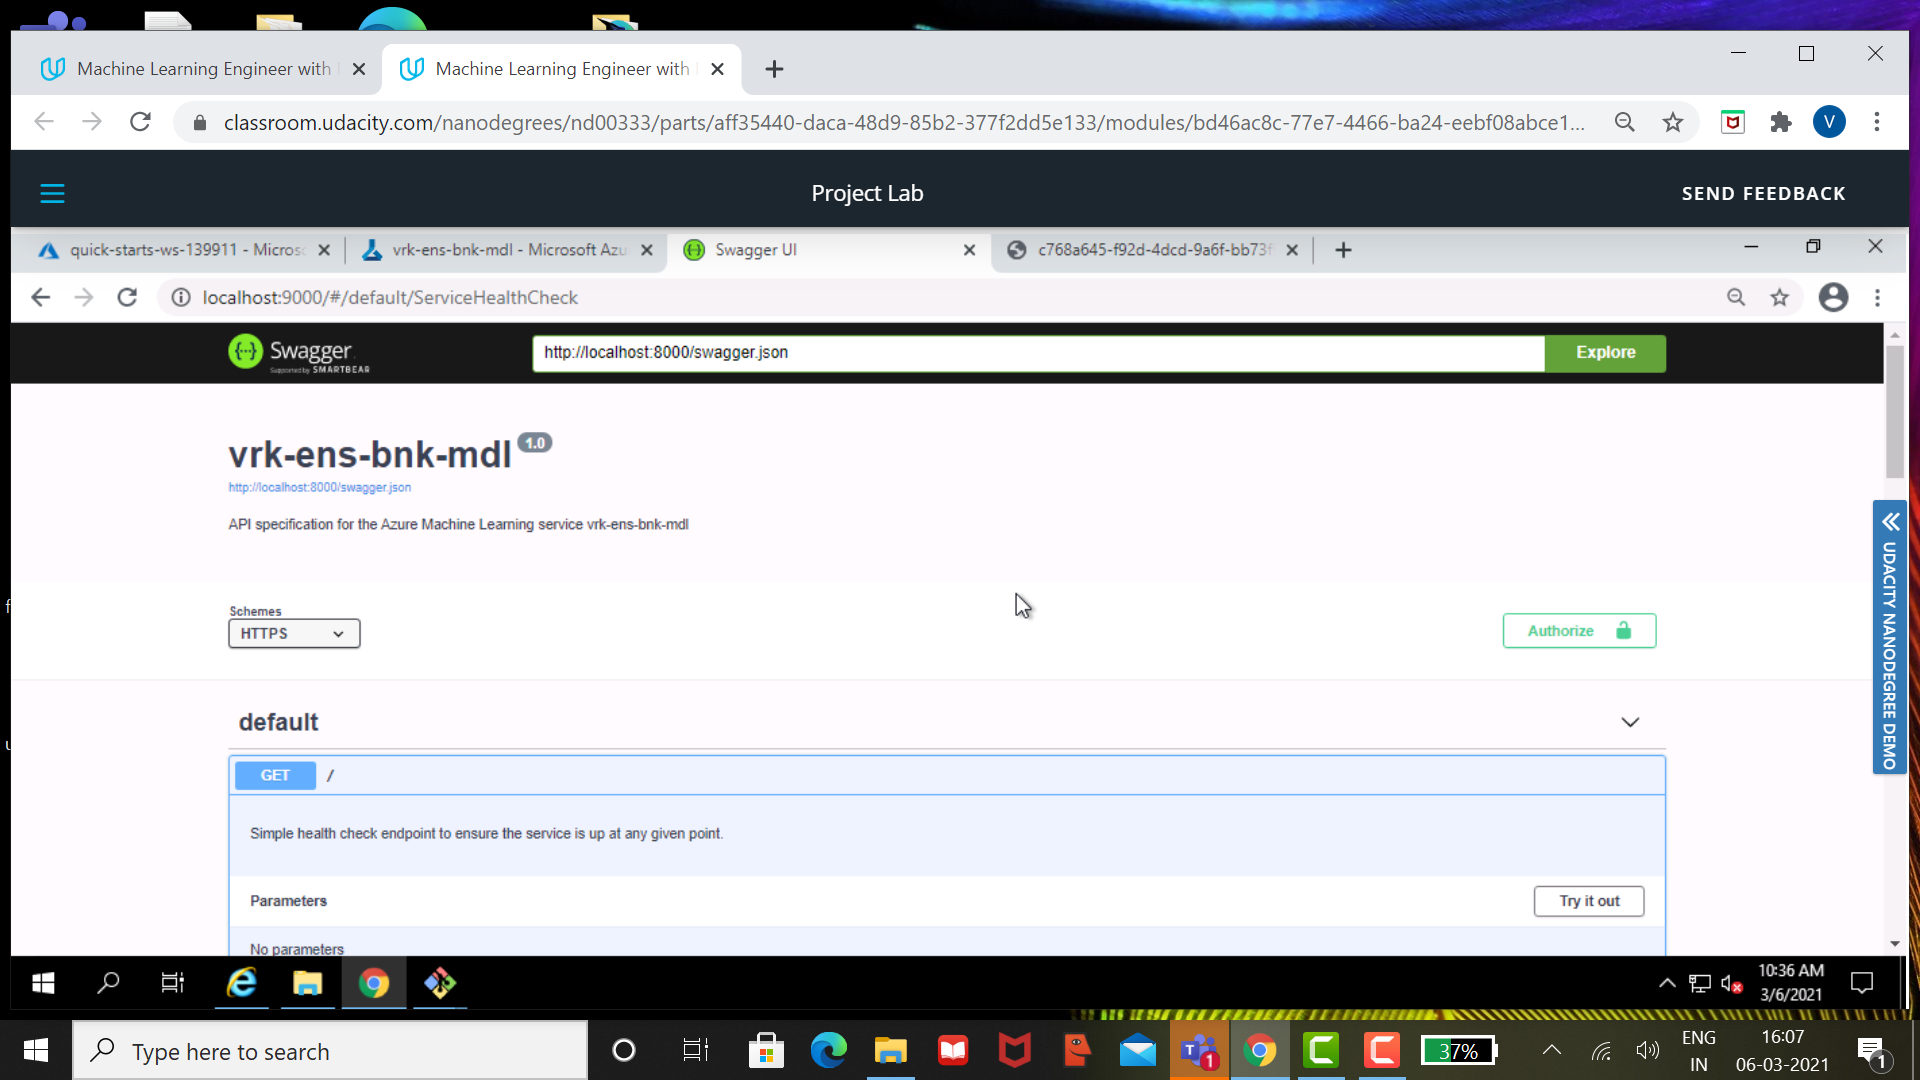 Machine Learning Engineer with
Machine Learning Engineer with
classroom.udacity.com/nanodegrees/nd00333/parts/aff35440-daca-48d9-85b2-377f2dd5e133/modules/bd46ac8c-77e7-4466-ba24-eebf08abce1...
V
Project Lab
SEND FEEDBACK
quick-starts-ws-139911 - Micros
vrk-ens-bnk-mdl - Microsoft Azu
Swagger UI
c768a645-f92d-4dcd-9a6f-bb73f
localhost:9000/#/default/ServiceHealthCheck
Swagger
Supported by SMARTBEAR
http://localhost:8000/swagger.json
Explore
vrk-ens-bnk-mdl 1.0
http://localhost:8000/swagger.json
API specification for the Azure Machine Learning service vrk-ens-bnk-mdl
Schemes
HTTPS
Authorize
UDACITY NANODEGREE DEMO
default
GET /
Simple health check endpoint to ensure the service is up at any given point.
Parameters
Try it out
No parameters
10:36 AM
3/6/2021
Type here to search
1
37%
ENG
IN
16:07
06-03-2021
1